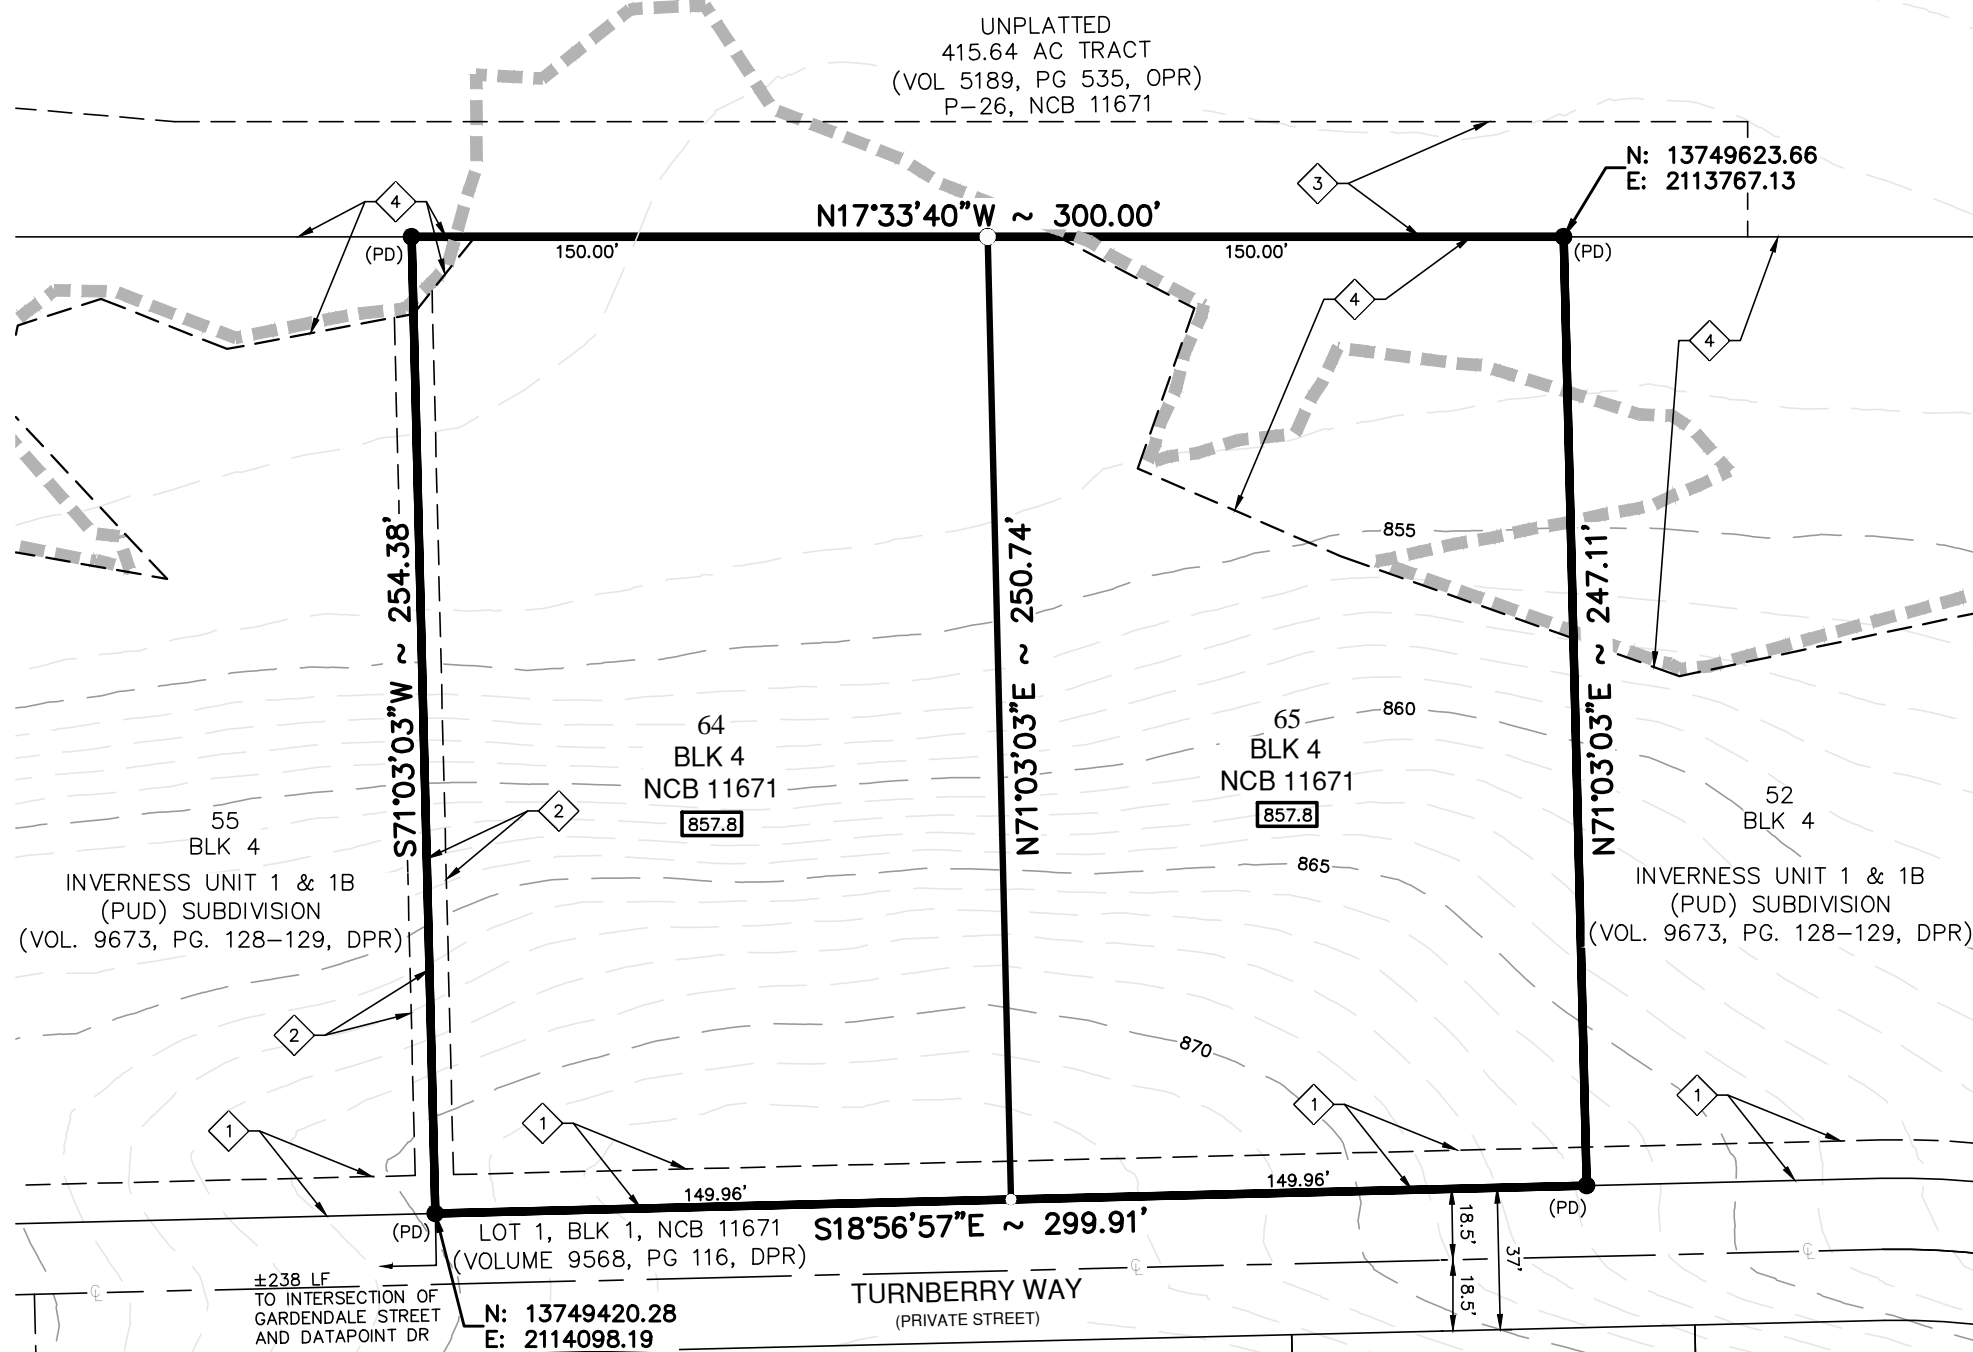 UNPLATTED
415.64 AC TRACT
(VOL 5189, PG 535, OPR)
P-26, NCB 11671
N: 13749623.66
E: 2113767.13
3
4
N17°33'40"W ~ 300.00'
(PD)
150.00'
150.00'
(PD)
4
4
S71°03'03"W ~ 254.38'
N71°03'03"E ~ 250.74'
N71°03'03"E ~ 247.11'
855
860
64
BLK 4
NCB 11671
857.8
65
BLK 4
NCB 11671
857.8
2
55
BLK 4
INVERNESS UNIT 1 & 1B
(PUD) SUBDIVISION
(VOL. 9673, PG. 128-129, DPR)
52
BLK 4
INVERNESS UNIT 1 & 1B
(PUD) SUBDIVISION
(VOL. 9673, PG. 128-129, DPR)
865
2
870
1
1
1
1
149.96'
149.96'
(PD)
(PD)
LOT 1, BLK 1, NCB 11671
(VOLUME 9568, PG 116, DPR)
S18°56'57"E ~ 299.91'
18.5'
37'
18.5'
℄
℄
℄
±238 LF
TO INTERSECTION OF
GARDENDALE STREET
AND DATAPOINT DR
TURNBERRY WAY
(PRIVATE STREET)
N: 13749420.28
E: 2114098.19